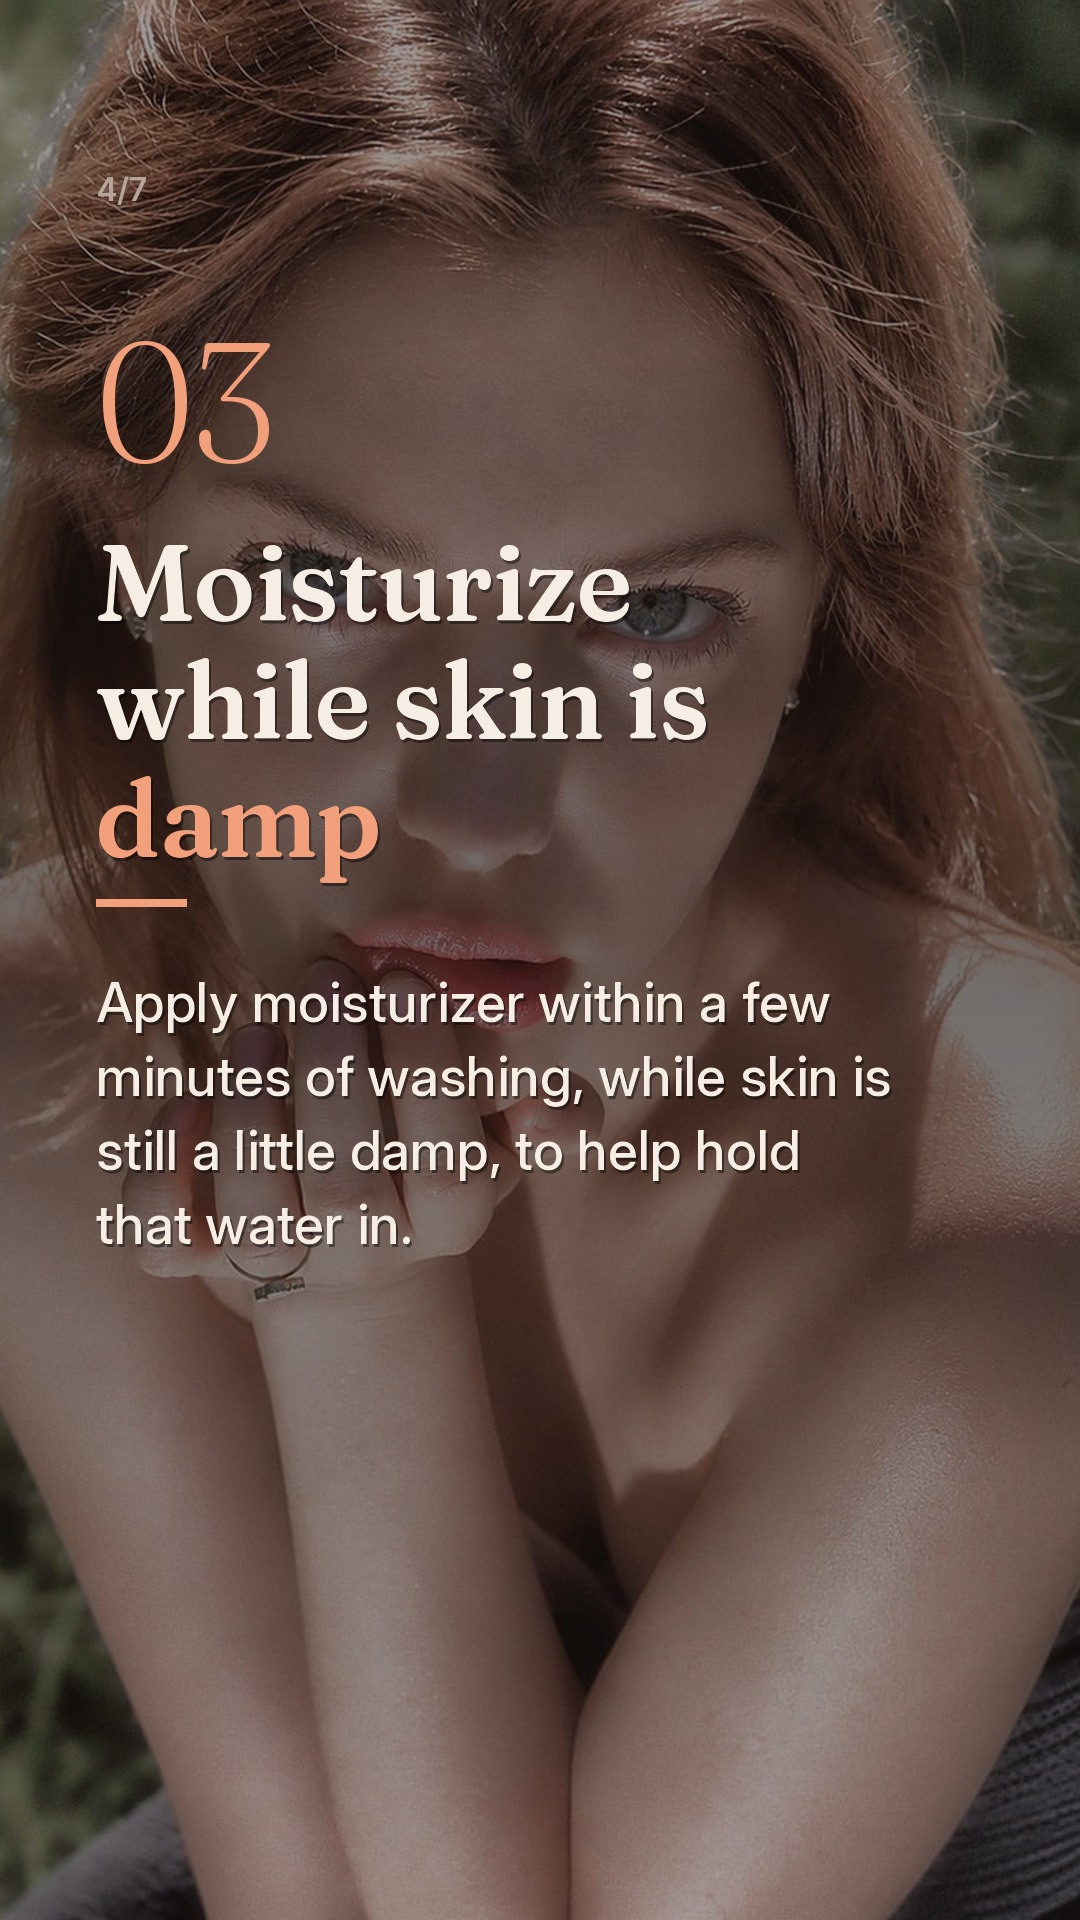 4/7
03
Moisturize
while skin is
damp
Apply moisturizer within a few
minutes of washing, while skin is
still a little damp, to help hold
that water in.